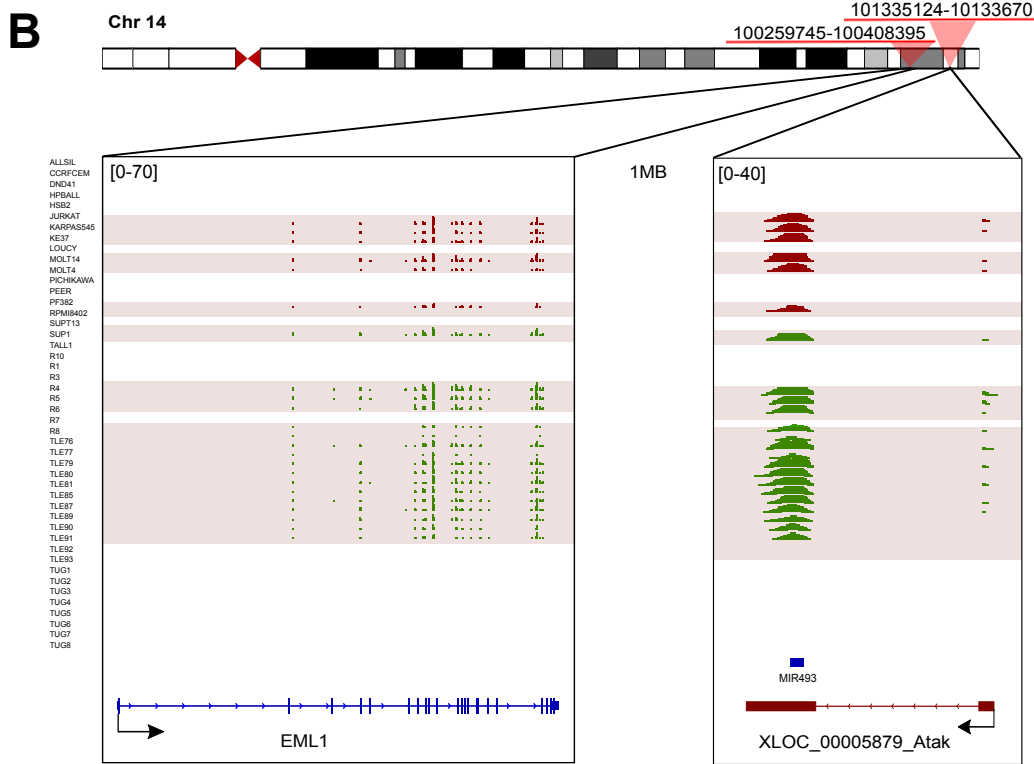 B
Chr 14
101335124-10133670
100259745-100408395
[0-70]
1MB
[0-40]
ALLSIL
CCRFCEM
DND41
HPBALL
HSB2
JURKAT
KARPAS545
KE37
LOUCY
MOLT14
MOLT4
PICHIKAWA
PEER
PF382
RPMI8402
SUPT13
SUP1
TALL1
R10
R1
R3
R4
R5
R6
R7
R8
TLE76
TLE77
TLE79
TLE80
TLE81
TLE85
TLE87
TLE89
TLE90
TLE91
TLE92
TLE93
TUG1
TUG2
TUG3
TUG4
TUG5
TUG6
TUG7
TUG8
MIR493
EML1
XLOC_00005879_Atak